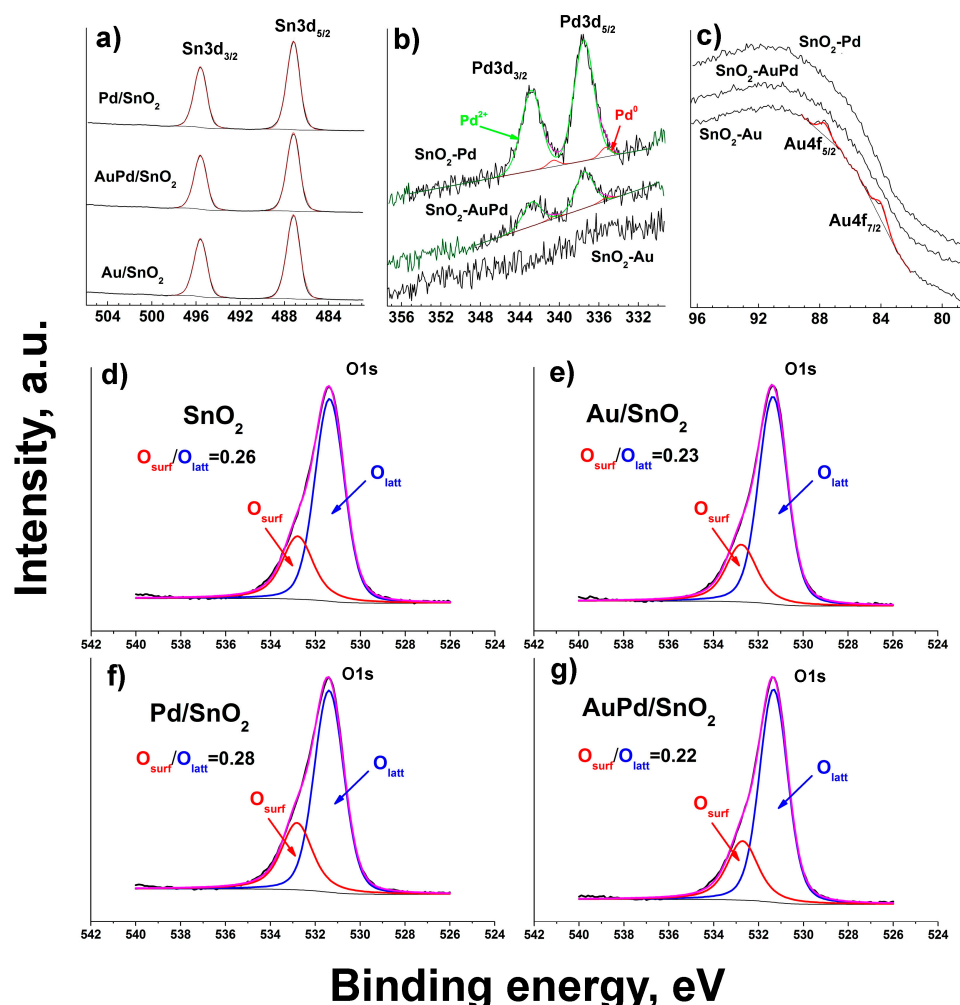 Intensity, a.u.
a)
Sn3d3/2
Sn3d5/2
Pd/SnO2
AuPd/SnO2
Au/SnO2
504 500 496 492 488 484
b)
Pd3d5/2
Pd3d3/2
Pd2+
Pd0
SnO2-Pd
SnO2-AuPd
SnO2-Au
356 352 348 344 340 336 332
c)
SnO2-Pd
SnO2-AuPd
SnO2-Au
Au4f5/2
Au4f7/2
96 92 88 84 80
d)
O1s
SnO2
Osurf/Olatt=0.26
Olatt
Osurf
542 540 538 536 534 532 530 528 526 524
e)
O1s
Au/SnO2
Osurf/Olatt=0.23
Olatt
Osurf
542 540 538 536 534 532 530 528 526 524
f)
O1s
Pd/SnO2
Osurf/Olatt=0.28
Olatt
Osurf
542 540 538 536 534 532 530 528 526 524
g)
O1s
AuPd/SnO2
Osurf/Olatt=0.22
Olatt
Osurf
542 540 538 536 534 532 530 528 526 524
Binding energy, eV